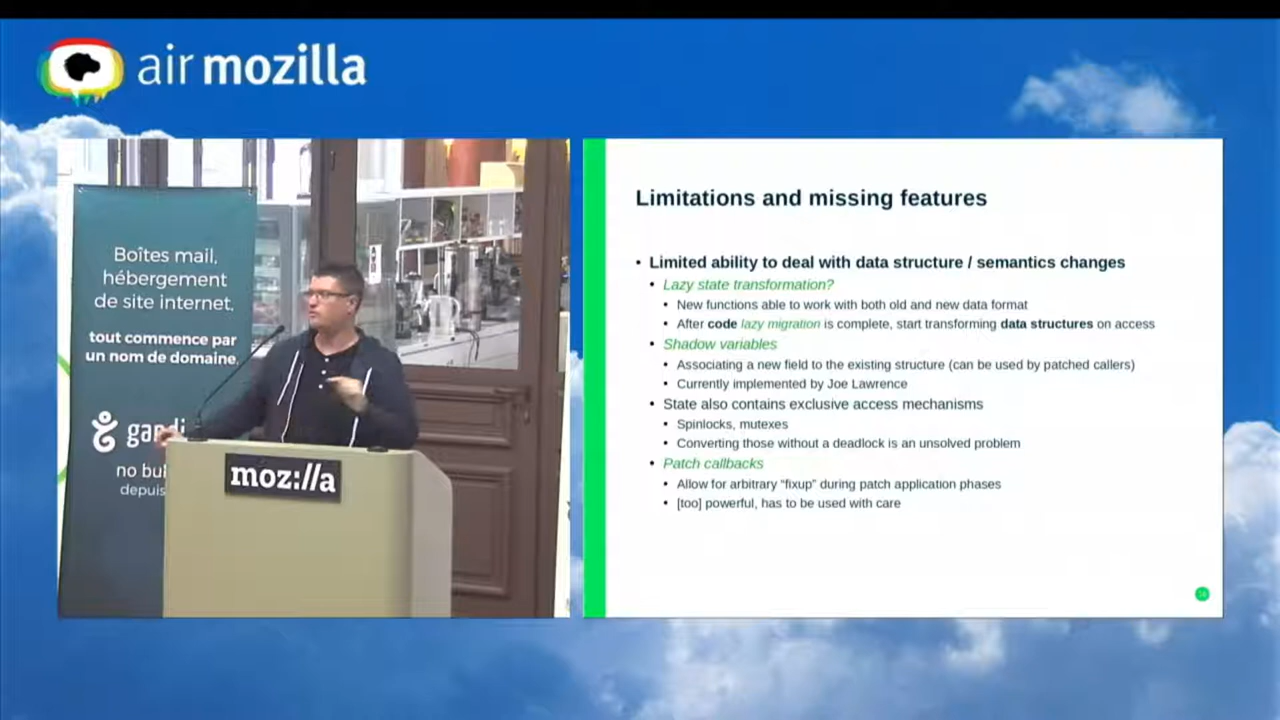 air mozilla
Boîtes mail,
hébergement
de site internet,
tout commence par
un nom de domaine.
gandi
no bu
depuis
moz://a
Limitations and missing features
• Limited ability to deal with data structure / semantics changes
• Lazy state transformation?
• New functions able to work with both old and new data format
• After code lazy migration is complete, start transforming data structures on access
• Shadow variables
• Associating a new field to the existing structure (can be used by patched callers)
• Currently implemented by Joe Lawrence
• State also contains exclusive access mechanisms
• Spinlocks, mutexes
• Converting those without a deadlock is an unsolved problem
• Patch callbacks
• Allow for arbitrary “fixup” during patch application phases
• [too] powerful, has to be used with care